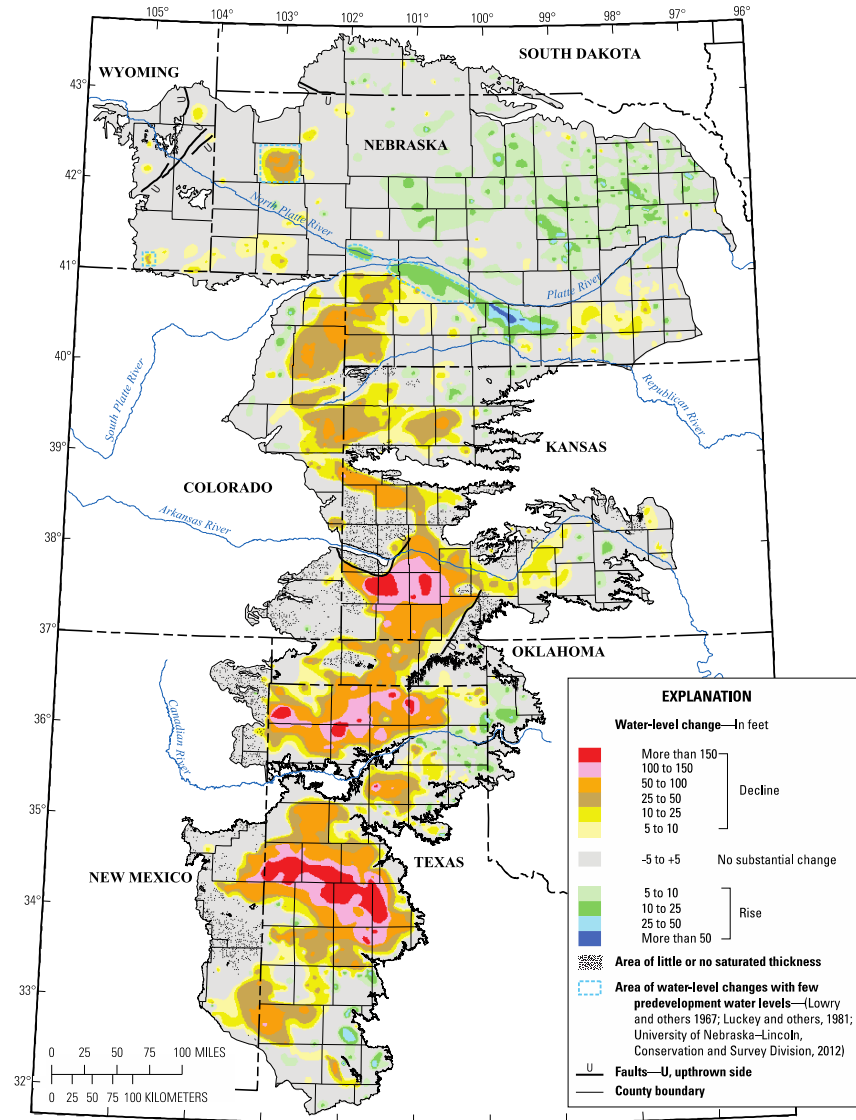 105° 104° 103° 102° 101° 100° 99° 98° 97° 96°
SOUTH DAKOTA
WYOMING
43°
U
U
NEBRASKA
U
U
42°
North Platte River
41°
Platte River
40°
South Platte River
Republican River
39°
KANSAS
COLORADO
Arkansas River
38°
U
37°
OKLAHOMA
U
Canadian River
36°
35°
TEXAS
NEW MEXICO
34°
33°
32°
0 25 50 75 100 MILES
0 25 50 75 100 KILOMETERS
EXPLANATION
Water-level change—In feet
More than 150
100 to 150
50 to 100
Decline
25 to 50
10 to 25
5 to 10
-5 to +5 No substantial change
5 to 10
10 to 25
Rise
25 to 50
More than 50
Area of little or no saturated thickness
Area of water-level changes with few
predevelopment water levels—(Lowry
and others 1967; Luckey and others, 1981;
University of Nebraska–Lincoln,
Conservation and Survey Division, 2012)
U Faults—U, upthrown side
County boundary